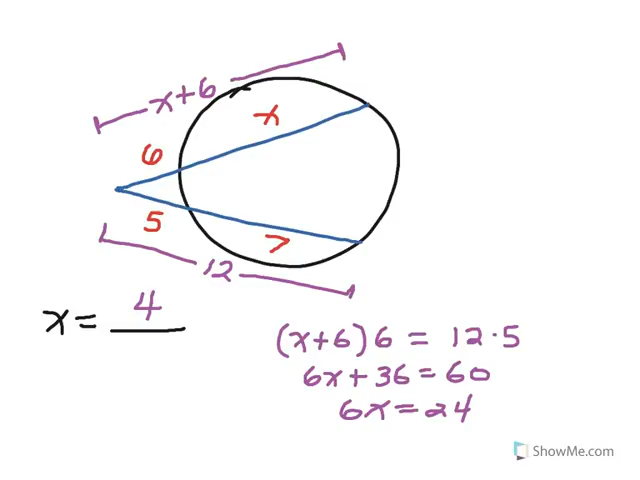 x+6
x
6
5
7
12
x = 4
(x+6)6 = 12·5
6x+36=60
6x=24
ShowMe.com